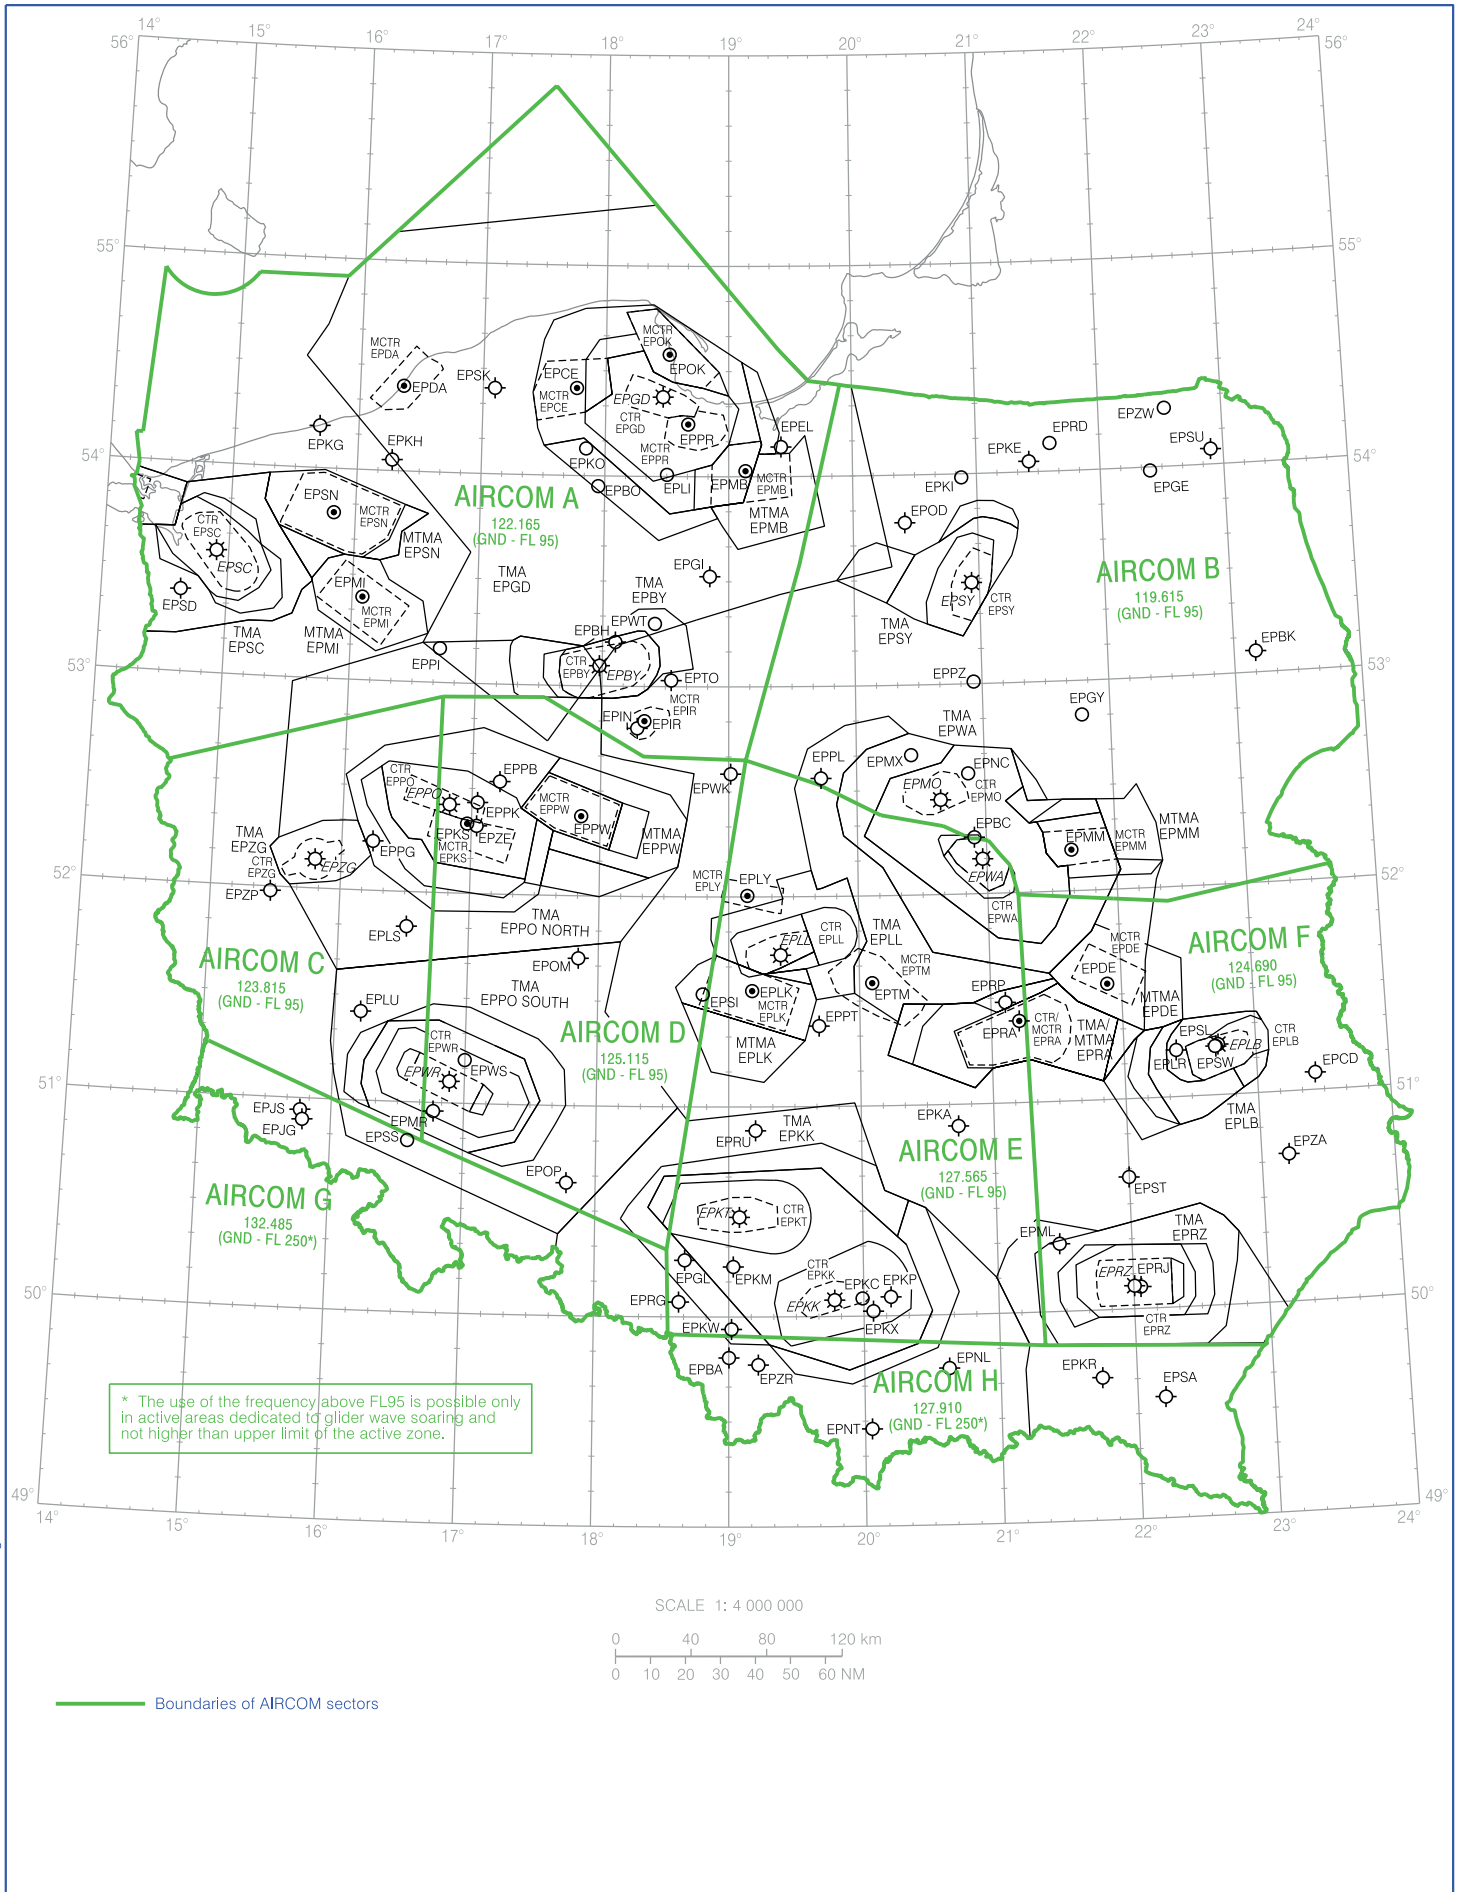 14°
15°
16°
17°
18°
19°
20°
21°
22°
23°
24°
56°
56°
55°
55°
MCTR
EPDA
EPDA
EPSK
EPCE
MCTR
EPCE
MCTR
EPOK
EPOK
EPGD
CTR
EPGD
EPPR
MCTR
EPPR
EPEL
EPKG
EPKH
EPKO
EPBO
EPLI
EPMB
MCTR
EPMB
MTMA
EPMB
EPZW
EPRD
EPSU
EPKE
EPGE
EPKI
EPOD
54°
54°
EPSN
MCTR
EPSN
MTMA
EPSN
CTR
EPSC
EPSC
EPSD
TMA
EPSC
EPMI
MCTR
EPMI
MTMA
EPMI
AIRCOM A
122.165
(GND - FL 95)
TMA
EPGD
EPGI
TMA
EPBY
EPWT
EPBH
CTR
EPBY
EPBY
EPTO
EPPI
MCTR
EPIR
EPIN
EPIR
EPSY
CTR
EPSY
TMA
EPSY
AIRCOM B
119.615
(GND - FL 95)
EPBK
EPPZ
EPGY
53°
53°
TMA
EPWA
EPPL
EPMX
EPNC
EPMO
CTR
EPMO
EPBC
EPWA
CTR
EPWA
EPMM
MCTR
EPMM
MTMA
EPMM
EPWK
CTR
EPPO
EPPO
EPPB
EPPK
EPKS
EPZE
MCTR
EPKS
MCTR
EPPW
EPPW
MTMA
EPPW
EPPG
TMA
EPZG
CTR
EPZG
EPZG
EPZP
EPLS
TMA
EPPO NORTH
52°
52°
MCTR
EPLY
EPLY
EPLL
CTR
EPLL
TMA
EPLL
MCTR
EPTM
EPTM
EPSI
EPLK
MCTR
EPLK
MTMA
EPLK
EPPT
EPRP
EPRA
CTR/
MCTR
EPRA
TMA/
MTMA
EPRA
MCTR
EPDE
EPDE
MTMA
EPDE
AIRCOM F
124.690
(GND - FL 95)
EPSL
EPLB
CTR
EPLB
EPLR
EPSW
TMA
EPLB
EPCD
AIRCOM C
123.815
(GND - FL 95)
EPLU
EPOM
TMA
EPPO SOUTH
AIRCOM D
125.115
(GND - FL 95)
CTR
EPWR
EPWR
EPWS
EPMR
EPSS
EPJS
EPJG
EPOP
51°
51°
EPKA
EPRU
TMA
EPKK
AIRCOM E
127.565
(GND - FL 95)
EPZA
EPST
AIRCOM G
132.485
(GND - FL 250*)
EPKT
CTR
EPKT
EPGL
EPKM
EPRG
EPKW
CTR
EPKK
EPKK
EPKC
EPKP
EPKX
EPML
TMA
EPRZ
EPRZ
EPRJ
CTR
EPRZ
50°
50°
EPBA
EPZR
EPNL
EPKR
EPSA
AIRCOM H
127.910
(GND - FL 250*)
EPNT
* The use of the frequency above FL95 is possible only
in active areas dedicated to glider wave soaring and
not higher than upper limit of the active zone.
49°
49°
14°
15°
16°
17°
18°
19°
20°
21°
22°
23°
24°
SCALE 1: 4 000 000
0 40 80 120 km
0 10 20 30 40 50 60 NM
Boundaries of AIRCOM sectors